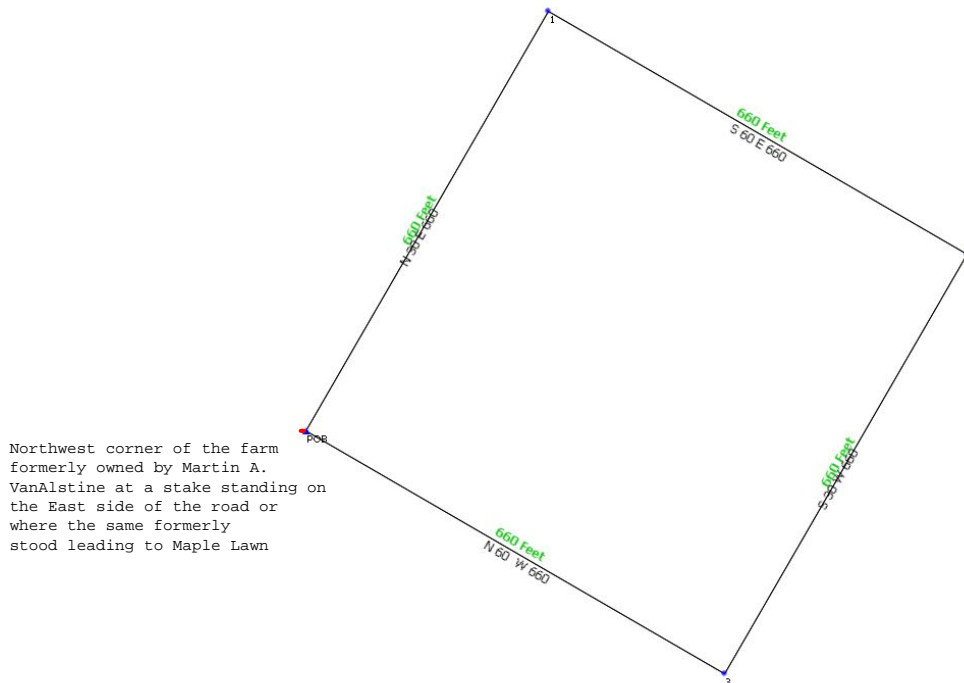 1
660 Feet
S 60 E 660
660 Feet
N 30 E 660
POB
Northwest corner of the farm
formerly owned by Martin A.
VanAlstine at a stake standing on
the East side of the road or
where the same formerly
stood leading to Maple Lawn
660 Feet
S 30 W 660
660 Feet
N 60 W 660
3